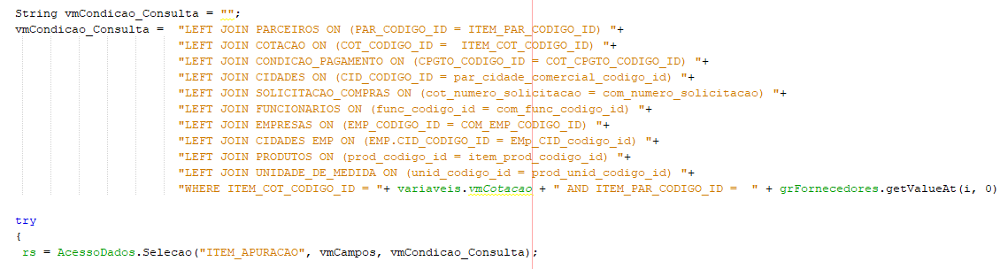 String vmCondicao_Consulta = "";
vmCondicao_Consulta =  "LEFT JOIN PARCEIROS ON (PAR_CODIGO_ID = ITEM_PAR_CODIGO_ID) "+
"LEFT JOIN COTACAO ON (COT_CODIGO_ID =  ITEM_COT_CODIGO_ID) "+
"LEFT JOIN CONDICAO_PAGAMENTO ON (CPGTO_CODIGO_ID = COT_CPGTO_CODIGO_ID) "+
"LEFT JOIN CIDADES ON (CID_CODIGO_ID = par_cidade_comercial_codigo_id) "+
"LEFT JOIN SOLICITACAO_COMPRAS ON (cot_numero_solicitacao = com_numero_solicitacao) "+
"LEFT JOIN FUNCIONARIOS ON (func_codigo_id = com_func_codigo_id) "+
"LEFT JOIN EMPRESAS ON (EMP_CODIGO_ID = COM_EMP_CODIGO_ID) "+
"LEFT JOIN CIDADES EMP ON (EMP.CID_CODIGO_ID = EMp_CID_codigo_id) "+
"LEFT JOIN PRODUTOS ON (prod_codigo_id = item_prod_codigo_id) "+
"LEFT JOIN UNIDADE_DE_MEDIDA ON (unid_codigo_id = prod_unid_codigo_id) "+
"WHERE ITEM_COT_CODIGO_ID = "+ variaveis.vmCotacao + " AND ITEM_PAR_CODIGO_ID =  " + grFornecedores.getValueAt(i, 0)
try
{
rs = AcessoDados.Selecao("ITEM_APURACAO", vmCampos, vmCondicao_Consulta);